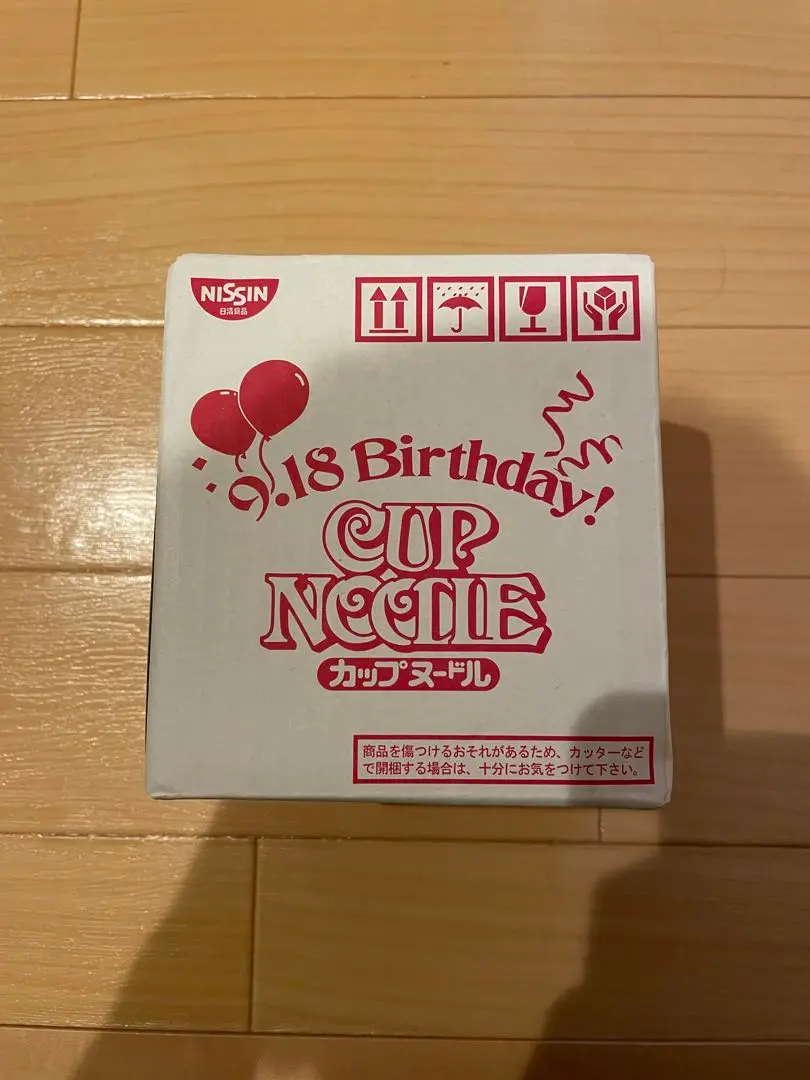 NISSIN
日清食品
9.18 Birthday!
CUP
NOODLE
カップヌードル
商品を傷つけるおそれがあるため、カッターなど
で開梱する場合は、十分にお気をつけて下さい。